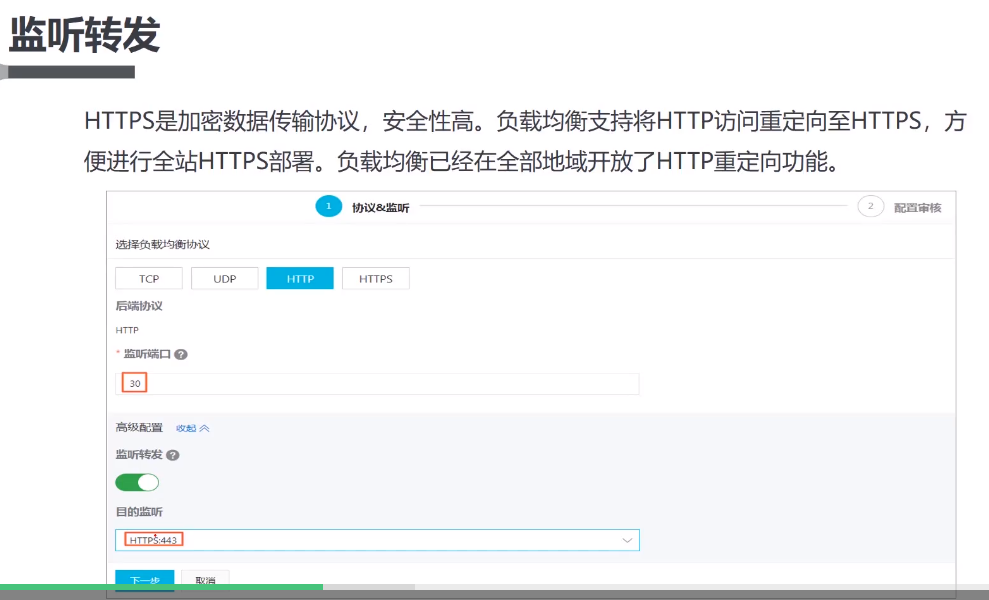 监听转发
HTTPS是加密数据传输协议，安全性高。负载均衡支持将HTTP访问重定向至HTTPS，方
便进行全站HTTPS部署。负载均衡已经在全部地域开放了HTTP重定向功能。
1 协议&监听 2 配置审核
选择负载均衡协议
TCP UDP HTTP HTTPS
后端协议
HTTP
* 监听端口 ?
30
高级配置 收起
监听转发 ?
目的监听
HTTPS:443
下一步 取消